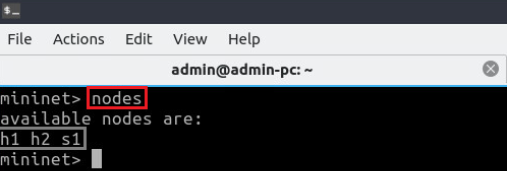 $_
File Actions Edit View Help
admin@admin-pc: ~
mininet> nodes
available nodes are:
h1 h2 s1
mininet>